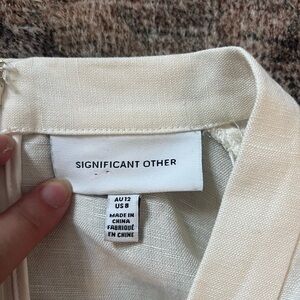 SIGNIFICANT OTHER
AU 12
US 8
MADE IN
CHINA
FABRIQUÉ
EN CHINE